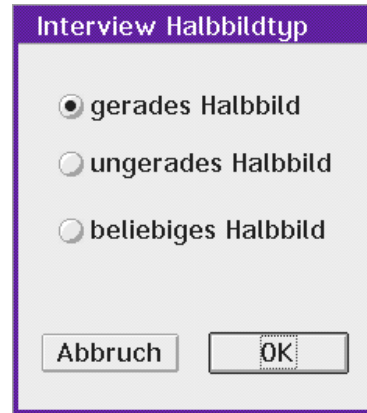 Interview Halbbildtyp
gerades Halbbild
ungerades Halbbild
beliebiges Halbbild
Abbruch OK